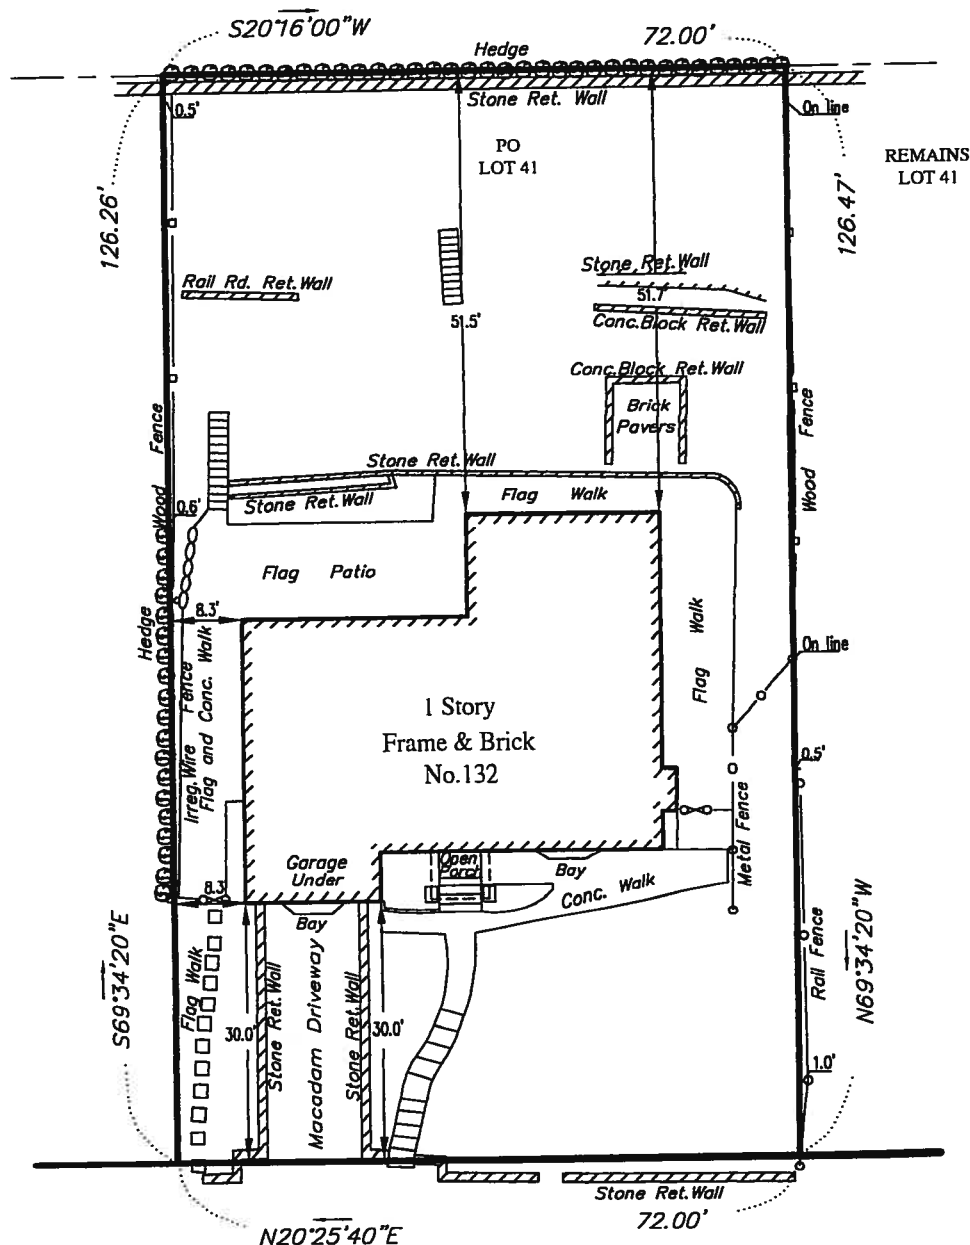 S20°16'00"W
72.00'
Hedge
Stone Ret. Wall
0.5'
On line
PO
LOT 41
REMAINS
LOT 41
126.26'
126.47'
Rail Rd. Ret. Wall
Stone Ret. Wall
51.7
Conc. Block Ret. Wall
51.5'
Conc. Block Ret. Wall
Brick
Pavers
Wood Fence
Wood Fence
Stone Ret. Wall
Stone Ret. Wall
Flag Walk
0.6'
Flag Patio
8.3'
Hedge
Irreg. Wire Fence
Flag and Conc. Walk
Flag Walk
On line
1 Story
Frame & Brick
No.132
0.5'
Metal Fence
Garage
Under
Open
Porch
Bay
Conc. Walk
8.3
Bay
S69°34'20"E
Flag Walk
30.0'
Stone Ret. Wall
Macadam Driveway
Stone Ret. Wall
30.0'
Rail Fence
N69°34'20"W
1.0'
Stone Ret. Wall
72.00'
N20°25'40"E